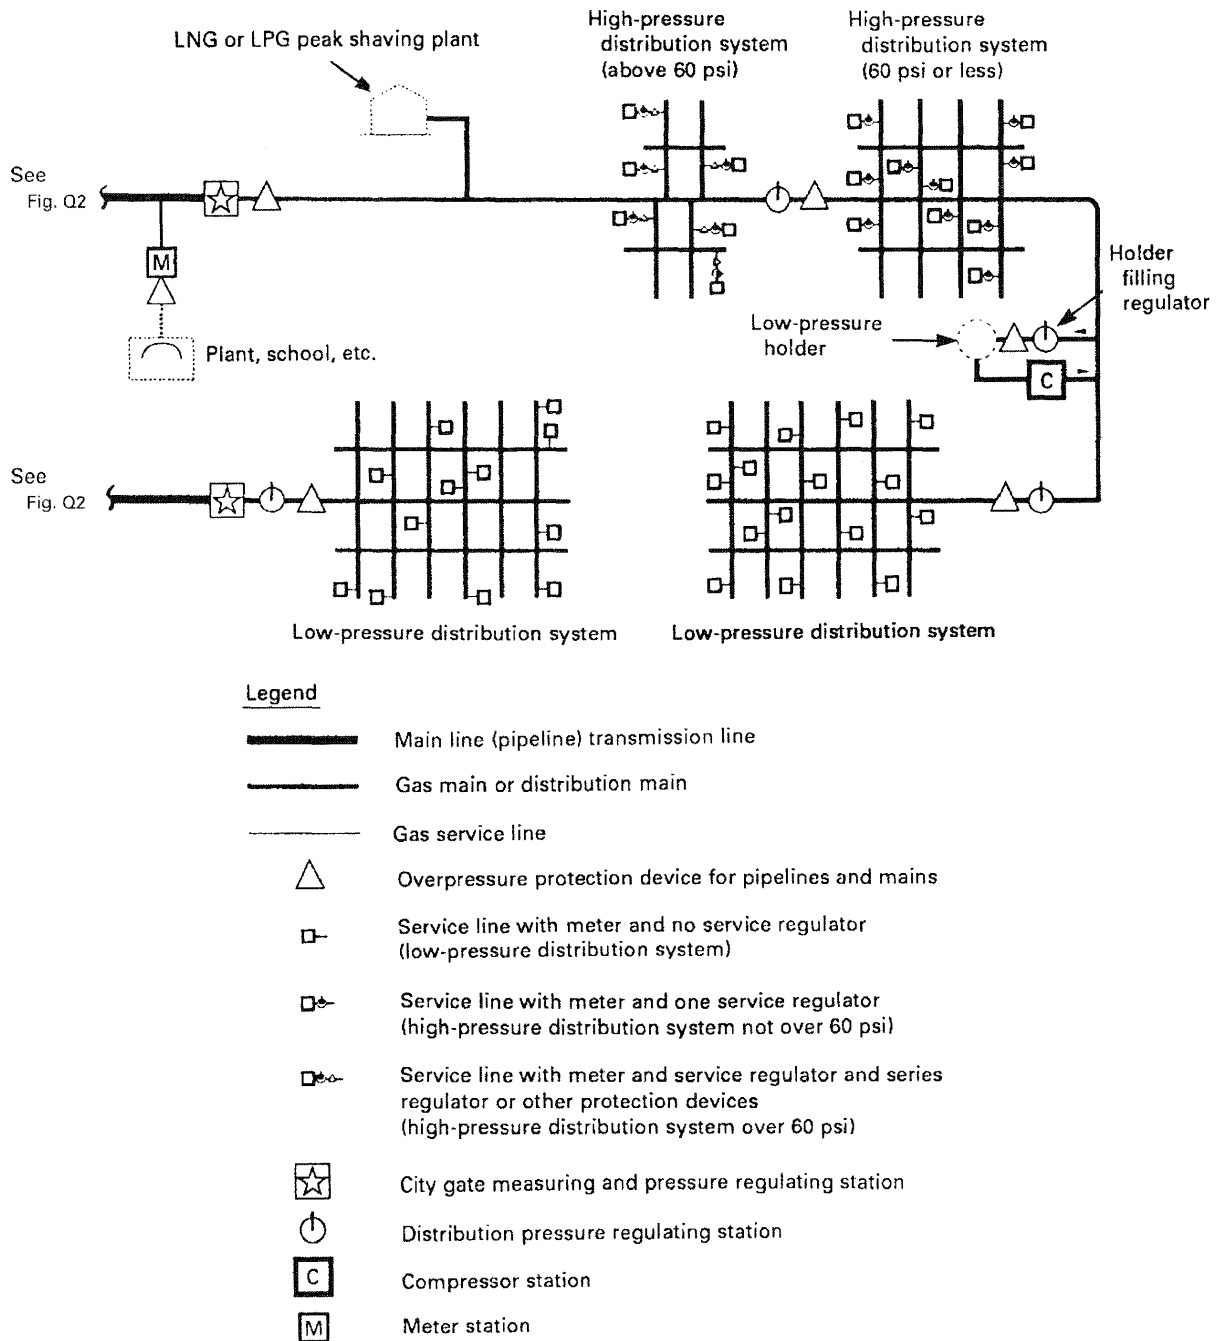 LNG or LPG peak shaving plant
High-pressure
distribution system
(above 60 psi)
High-pressure
distribution system
(60 psi or less)
See
Fig. Q2
M
Plant, school, etc.
Holder
filling
regulator
Low-pressure
holder
C
See
Fig. Q2
Low-pressure distribution system
Low-pressure distribution system
Legend
Main line (pipeline) transmission line
Gas main or distribution main
Gas service line
Overpressure protection device for pipelines and mains
Service line with meter and no service regulator
(low-pressure distribution system)
Service line with meter and one service regulator
(high-pressure distribution system not over 60 psi)
Service line with meter and service regulator and series
regulator or other protection devices
(high-pressure distribution system over 60 psi)
City gate measuring and pressure regulating station
Distribution pressure regulating station
C
Compressor station
M
Meter station